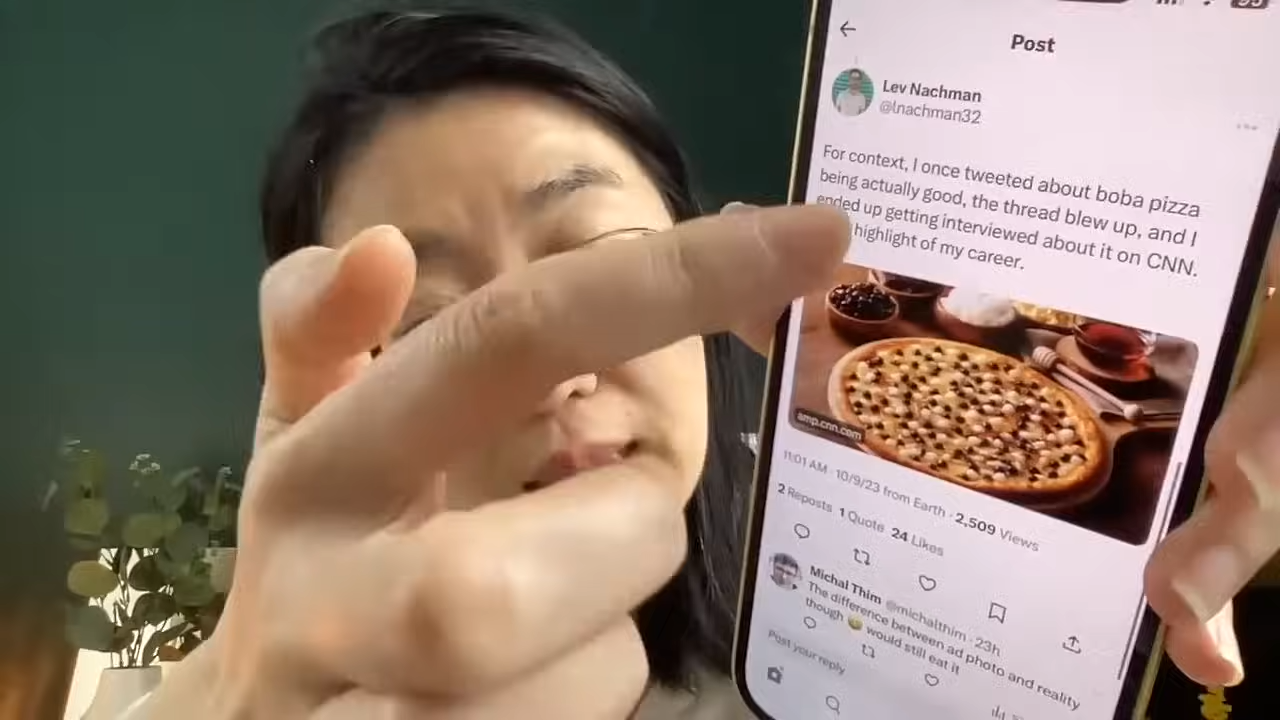 Post
Lev Nachman
@lnachman32
For context, I once tweeted about boba pizza
being actually good, the thread blew up, and I
ended up getting interviewed about it on CNN.
highlight of my career.
amp.cnn.com
11:01 AM · 10/9/23 from Earth · 2,509 Views
2 Reposts 1 Quote 24 Likes
Michal Thim @michalthim · 23h
The difference between ad photo and reality
though 😅 would still eat it
Post your reply